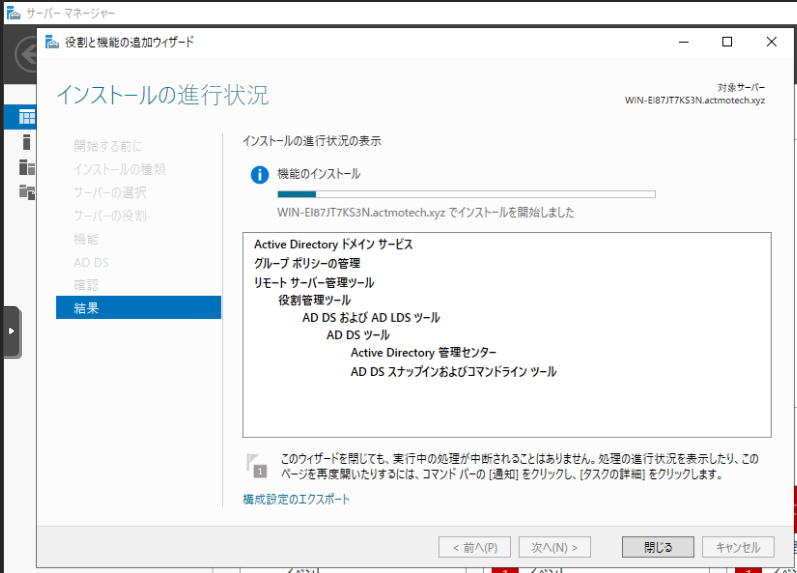 サーバー マネージャー
役割と機能の追加ウィザード
インストールの進行状況
対象サーバー
WIN-EI87JT7KS3N.actmotech.xyz
開始する前に
インストールの種類
サーバーの選択
サーバーの役割
機能
AD DS
確認
結果
インストールの進行状況の表示
機能のインストール
WIN-EI87JT7KS3N.actmotech.xyz でインストールを開始しました
Active Directory ドメイン サービス
グループ ポリシーの管理
リモート サーバー管理ツール
役割管理ツール
AD DS および AD LDS ツール
AD DS ツール
Active Directory 管理センター
AD DS スナップインおよびコマンドライン ツール
1
このウィザードを閉じても、実行中の処理が中断されることはありません。処理の進行状況を表示したり、この
ページを再度開いたりするには、コマンド バーの [通知] をクリックし、[タスクの詳細] をクリックします。
構成設定のエクスポート
< 前へ(P)
次へ(N) >
閉じる
キャンセル